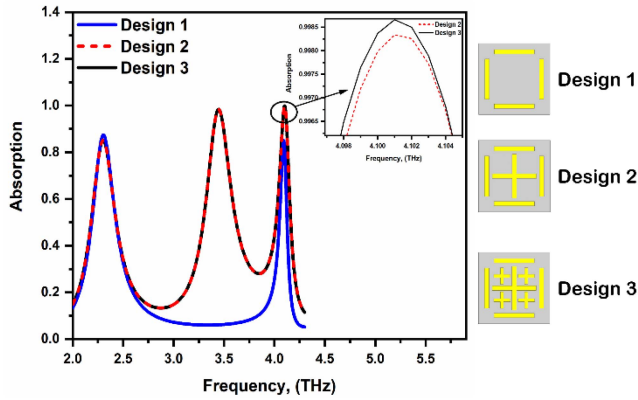 Design 1
Design 2
Design 3
Absorption
1.4
1.2
1.0
0.8
0.6
0.4
0.2
0.0
2.0 2.5 3.0 3.5 4.0 4.5 5.0 5.5
Frequency, (THz)
Design 2
Design 3
Absorption
0.9985
0.9980
0.9975
0.9970
0.9965
4.098 4.100 4.102 4.104
Frequency, (THz)
Design 1
Design 2
Design 3